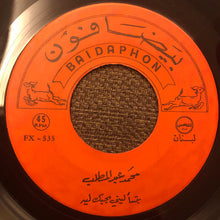 بيضافون
BAIDAPHON
45
R.P.M.
FX - 535
لبنان
محمد عبد المطلب
بتسأليني بحبك ليه